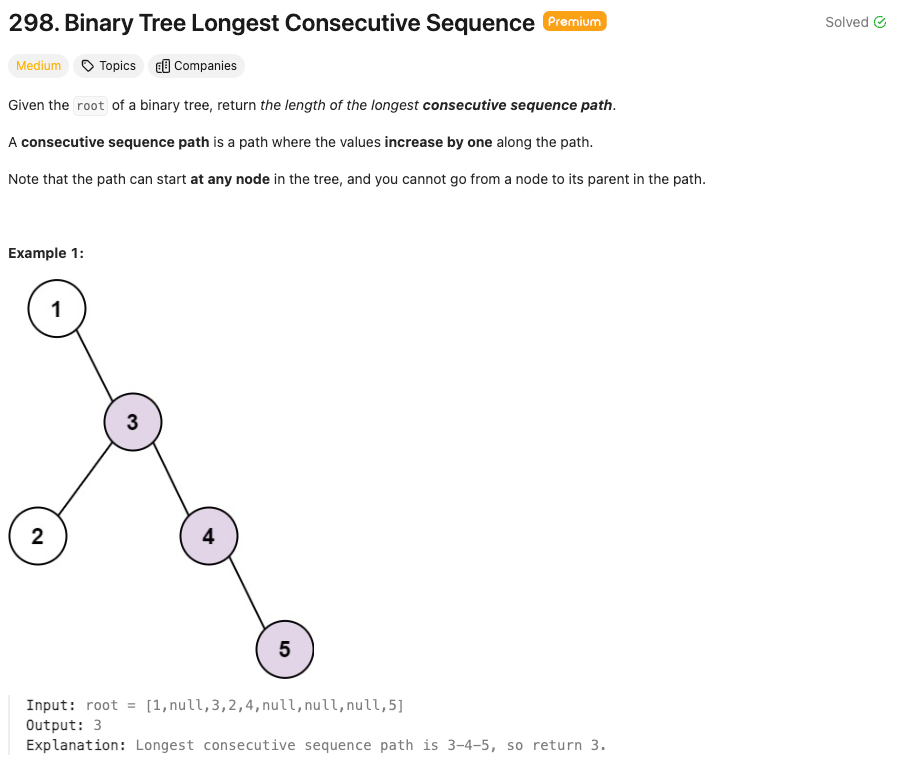 298. Binary Tree Longest Consecutive Sequence Premium Solved
Medium Topics Companies
Given the root of a binary tree, return the length of the longest consecutive sequence path.
A consecutive sequence path is a path where the values increase by one along the path.
Note that the path can start at any node in the tree, and you cannot go from a node to its parent in the path.
Example 1:
1
3
2 4
5
Input: root = [1,null,3,2,4,null,null,null,5]
Output: 3
Explanation: Longest consecutive sequence path is 3-4-5, so return 3.